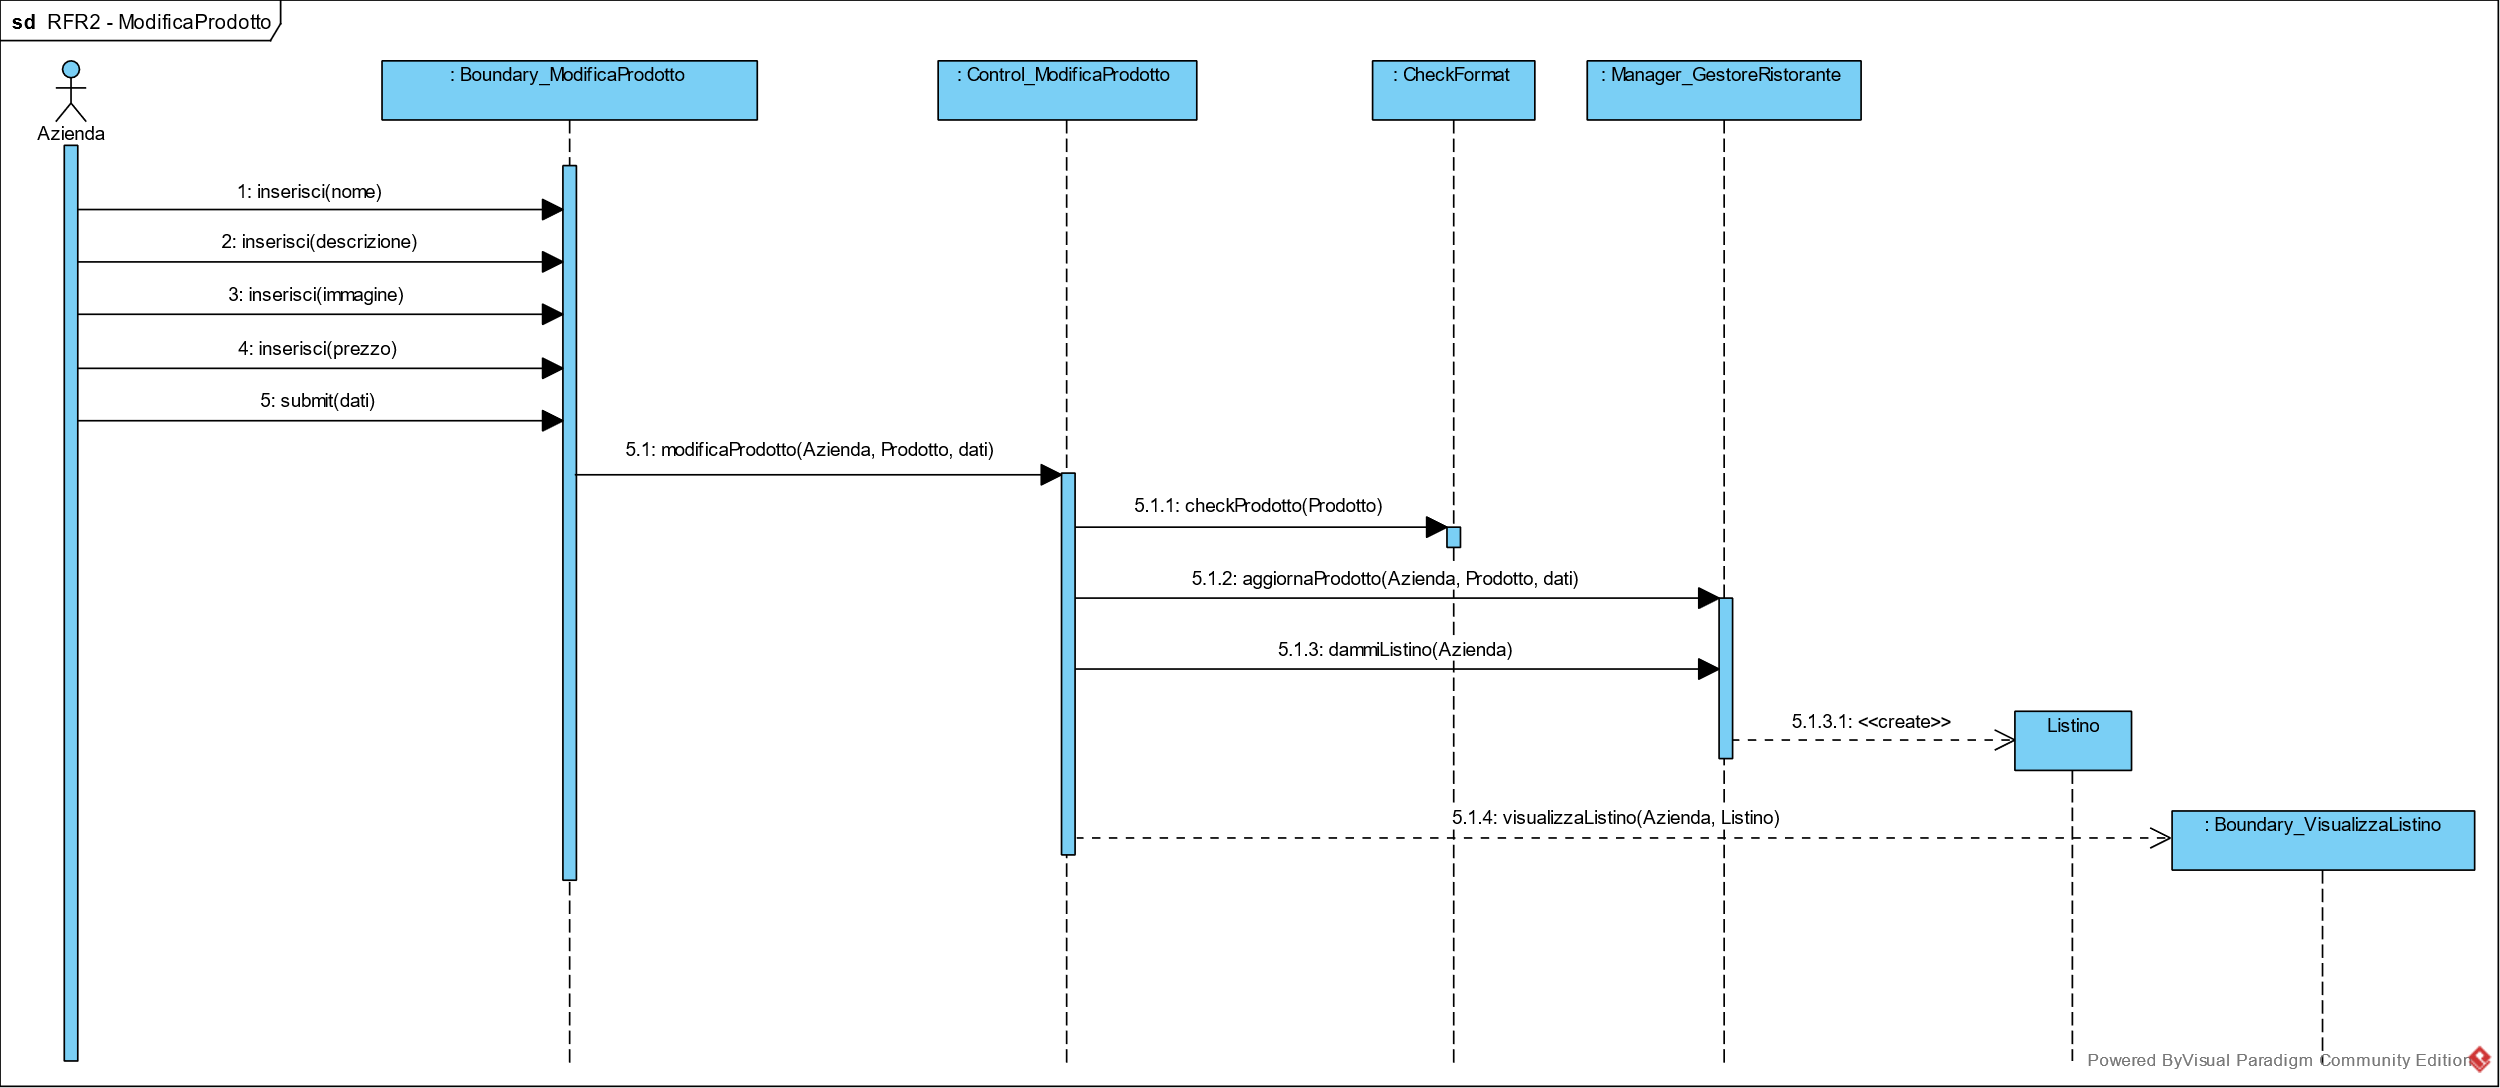 sd RFR2 - ModificaProdotto
Azienda
: Boundary_ModificaProdotto
: Control_ModificaProdotto
: CheckFormat
: Manager_GestoreRistorante
1: inserisci(nome)
2: inserisci(descrizione)
3: inserisci(immagine)
4: inserisci(prezzo)
5: submit(dati)
5.1: modificaProdotto(Azienda, Prodotto, dati)
5.1.1: checkProdotto(Prodotto)
5.1.2: aggiornaProdotto(Azienda, Prodotto, dati)
5.1.3: dammiListino(Azienda)
5.1.3.1: <<create>>
Listino
5.1.4: visualizzaListino(Azienda, Listino)
: Boundary_VisualizzaListino
Powered ByVisual Paradigm Community Edition